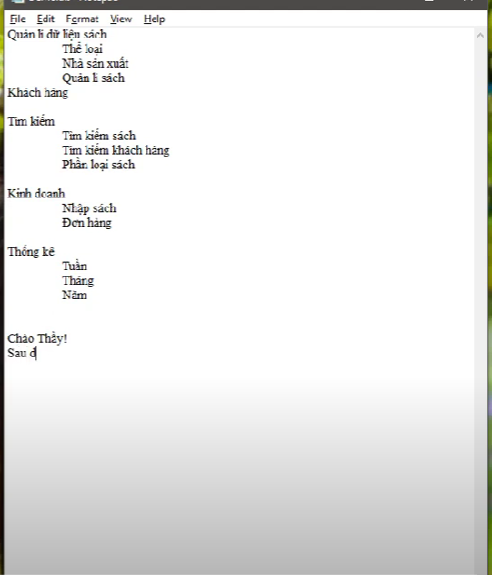 File Edit Format View Help
Quản lí dữ liệu sách
Thể loại
Nhà sản xuất
Quản lí sách
Khách hàng
Tìm kiếm
Tìm kiếm sách
Tìm kiếm khách hàng
Phân loại sách
Kinh doanh
Nhập sách
Đơn hàng
Thống kê
Tuần
Tháng
Năm
Chào Thầy!
Sau d